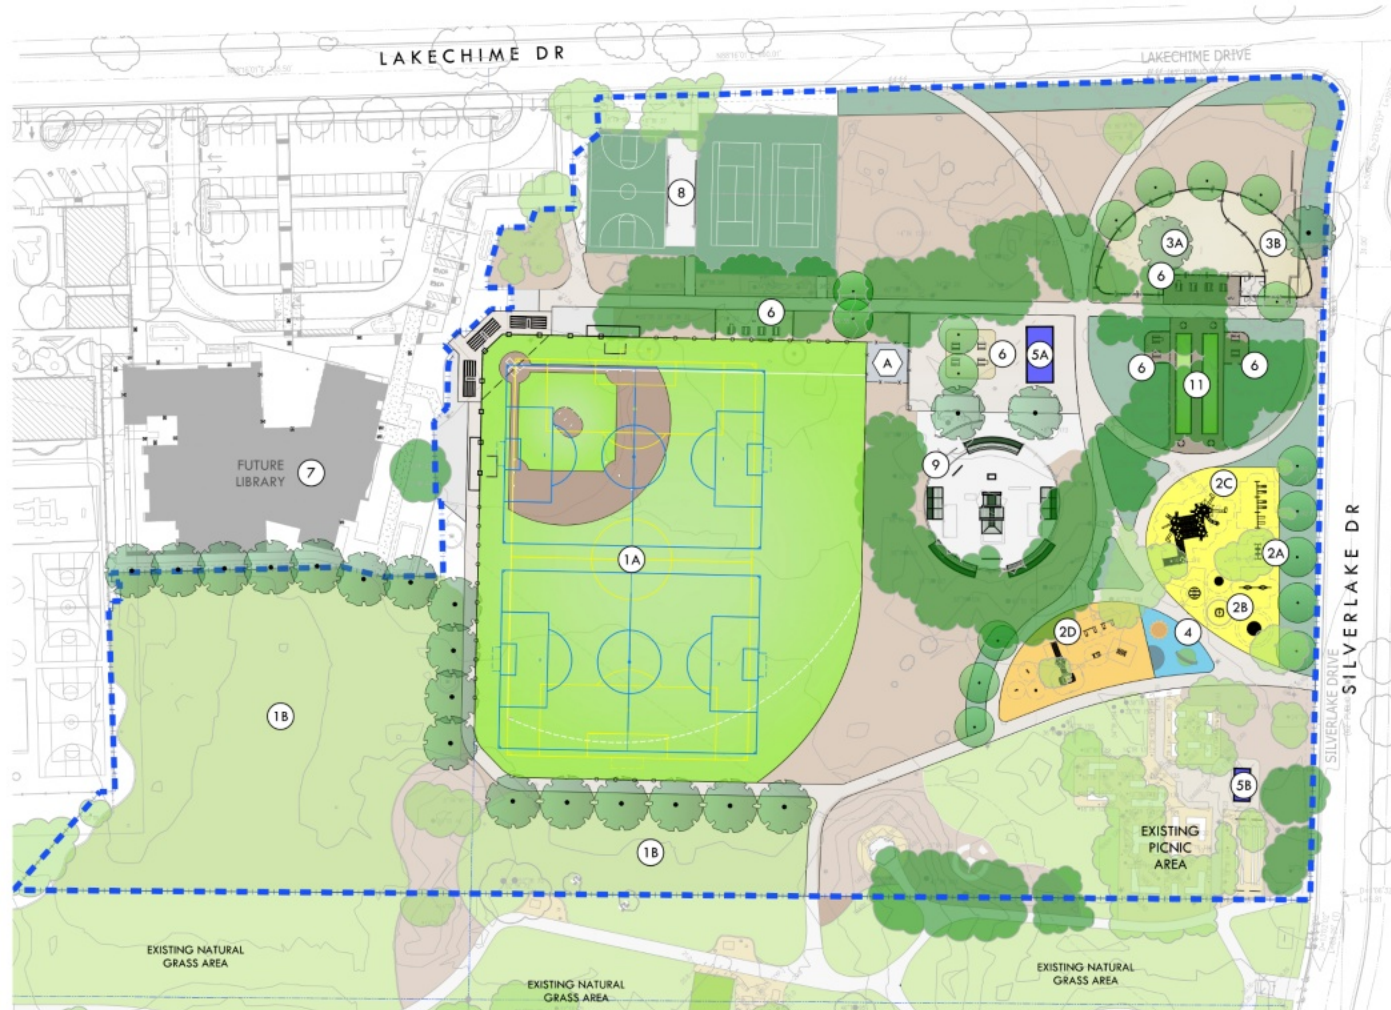 LAKECHIME DR
LAKECHIME DRIVE
8
3A
3B
6
6
A
6
5A
6
11
6
FUTURE
LIBRARY
7
9
2C
2A
1A
2B
2D
4
SILVERLAKE DR
SILVERLAKE DRIVE
1B
5B
1B
EXISTING
PICNIC
AREA
EXISTING NATURAL
GRASS AREA
EXISTING NATURAL
GRASS AREA
EXISTING NATURAL
GRASS AREA